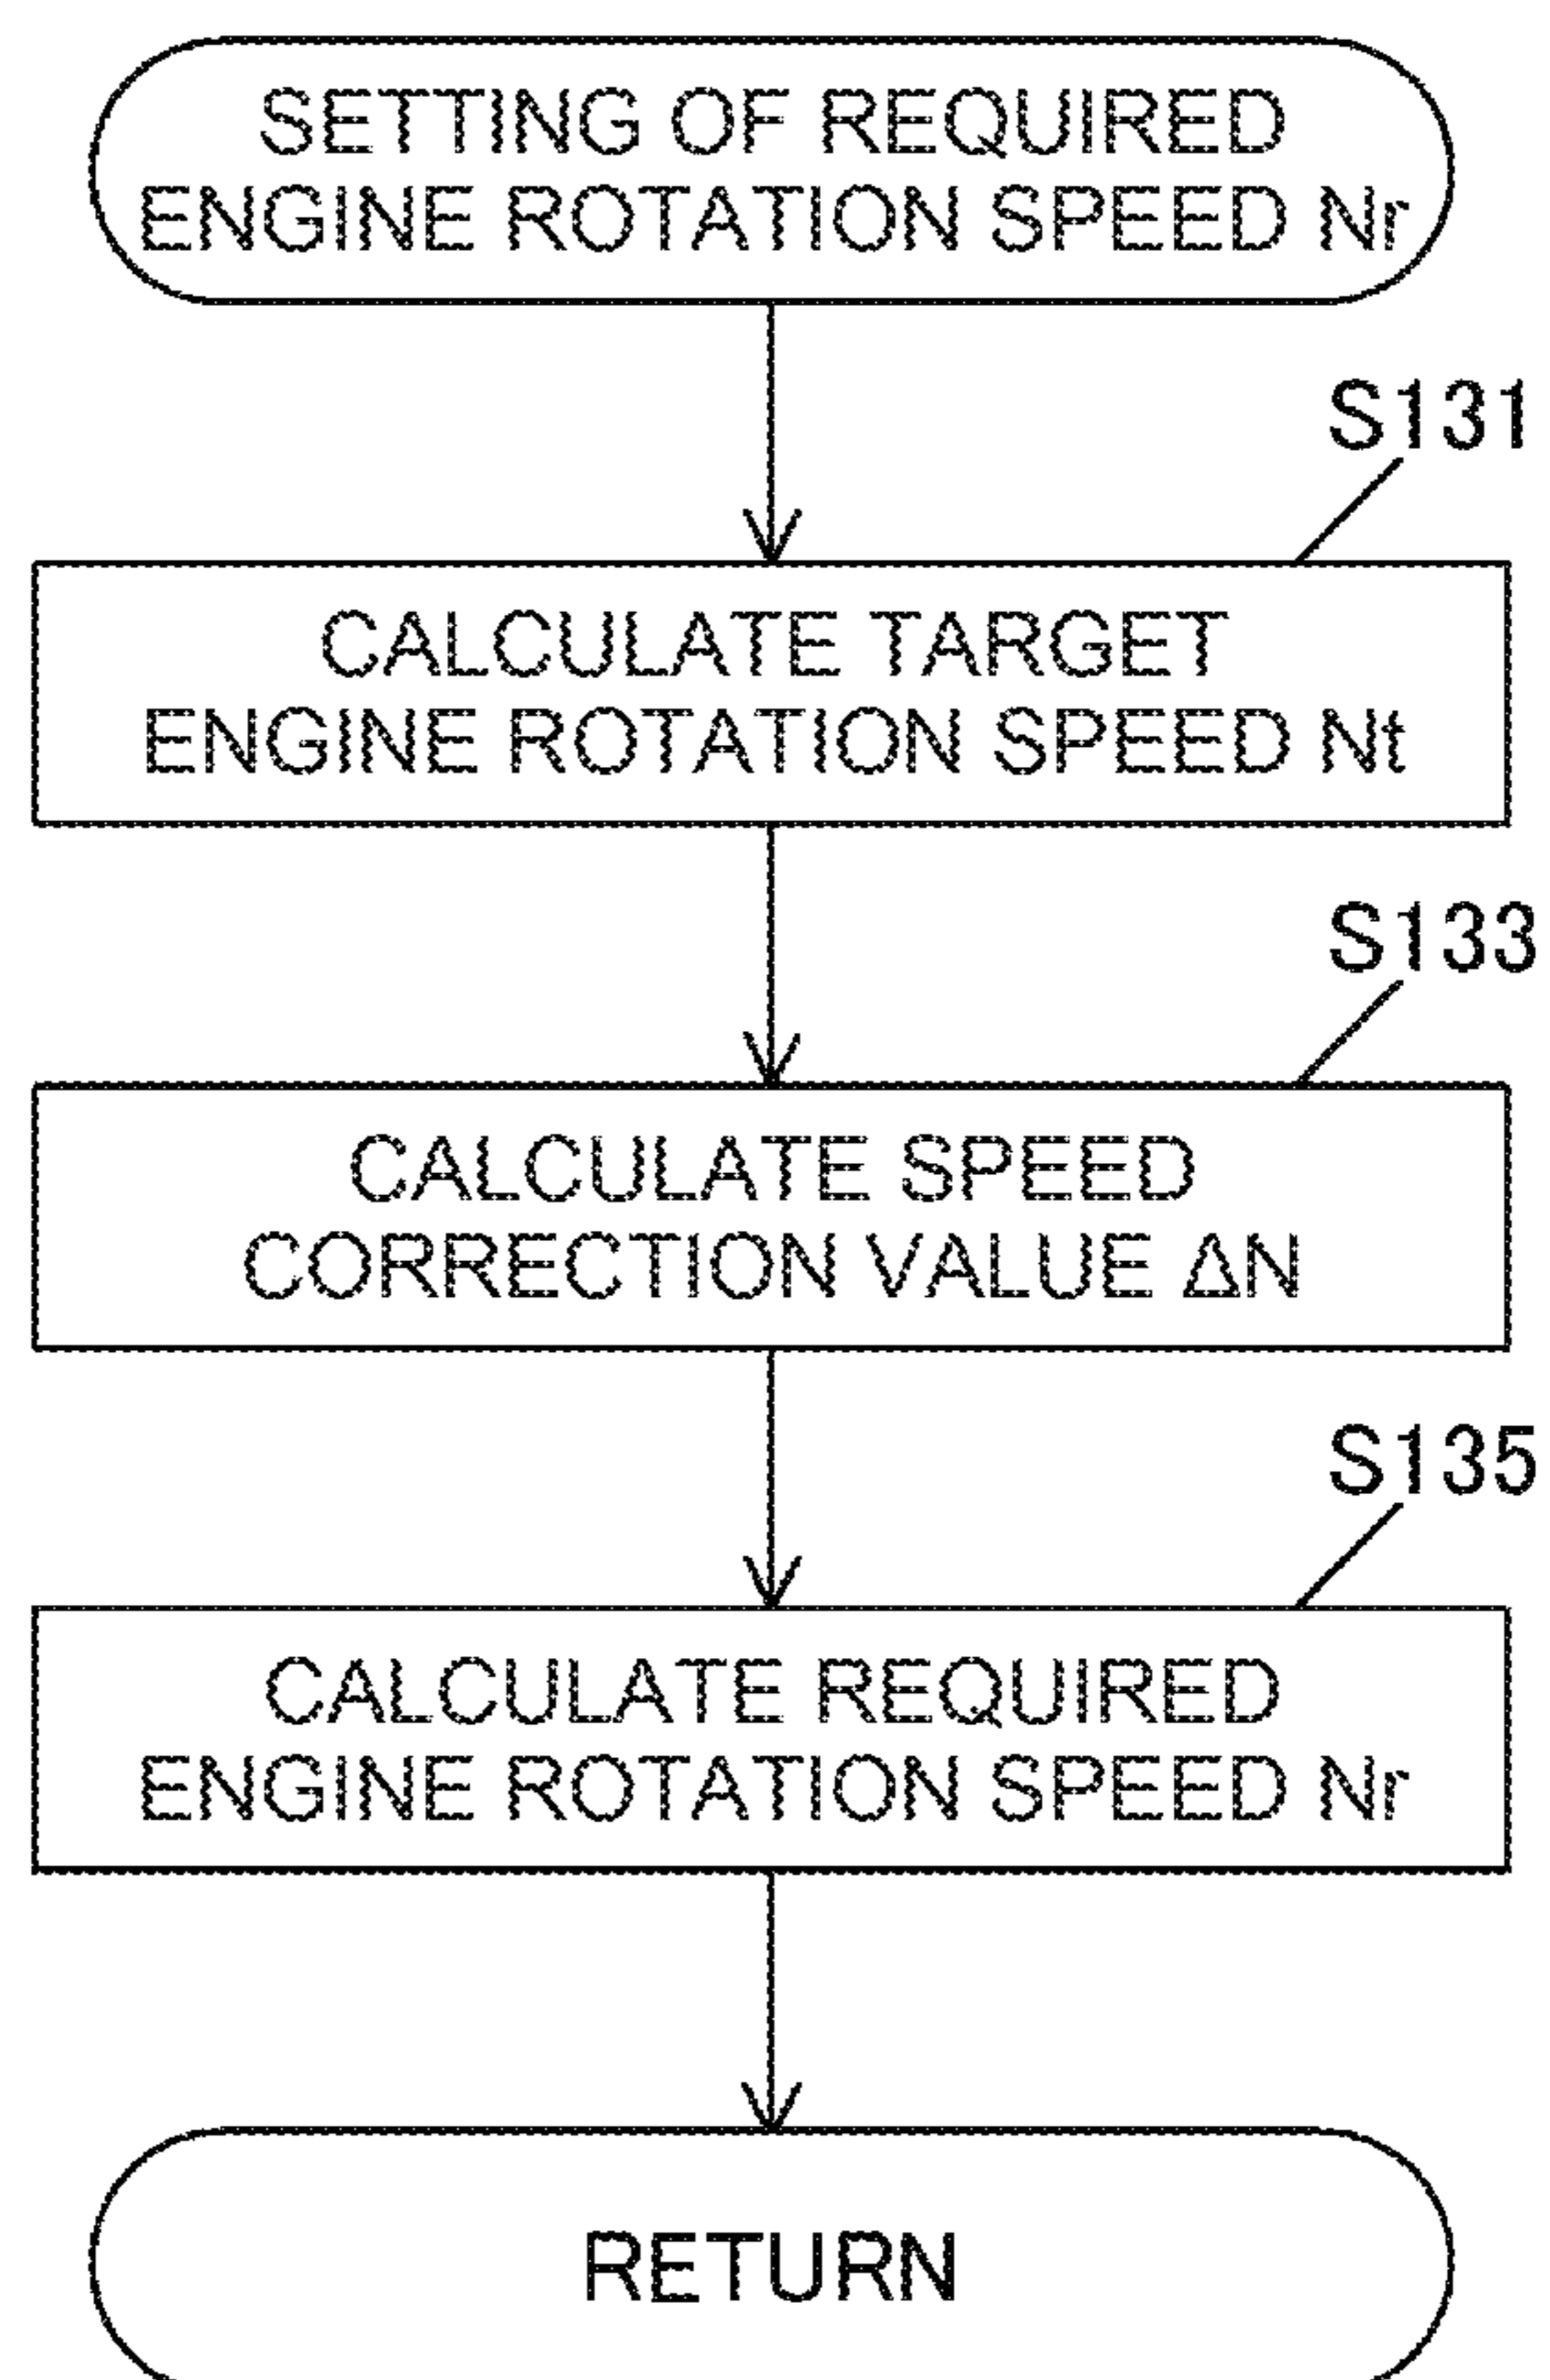 SETTING OF REQUIRED
ENGINE ROTATION SPEED Nr
S131
CALCULATE TARGET
ENGINE ROTATION SPEED Nt
S133
CALCULATE SPEED
CORRECTION VALUE ΔN
S135
CALCULATE REQUIRED
ENGINE ROTATION SPEED Nr
RETURN